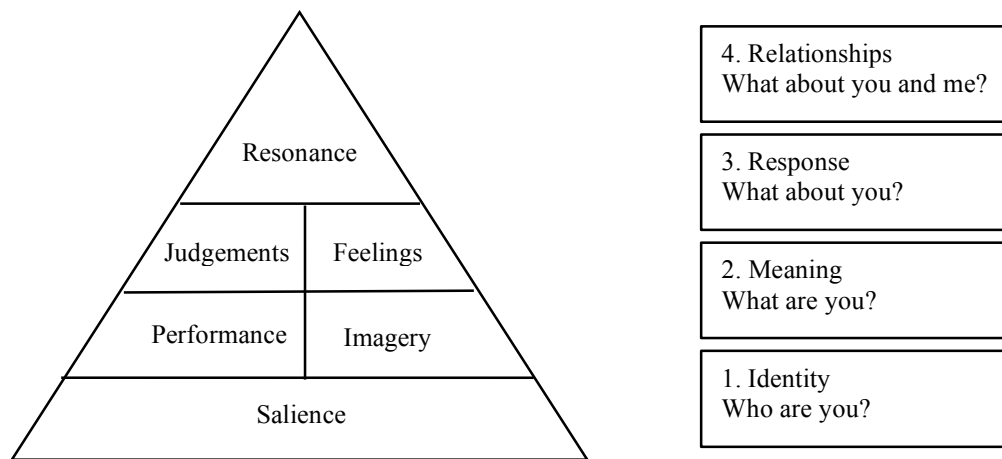 Resonance
Judgements
Feelings
Performance
Imagery
Salience
4. Relationships
What about you and me?
3. Response
What about you?
2. Meaning
What are you?
1. Identity
Who are you?